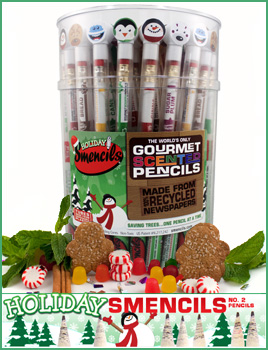 HOLIDAY
Smencils
THE WORLD'S ONLY
GOURMET
SCENTED
PENCILS
MADE FROM
RECYCLED
NEWSPAPERS
SAVING TREES...ONE PENCIL AT A TIME
HOLIDAY SMENCILS NO. 2
PENCILS